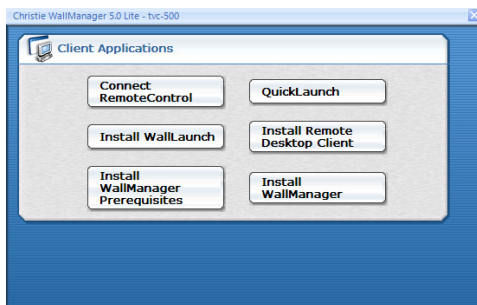 Christie WallManager 5.0 Lite - tvc-500
Client Applications
Connect
RemoteControl
QuickLaunch
Install WallLaunch
Install Remote
Desktop Client
Install
WallManager
Prerequisites
Install
WallManager